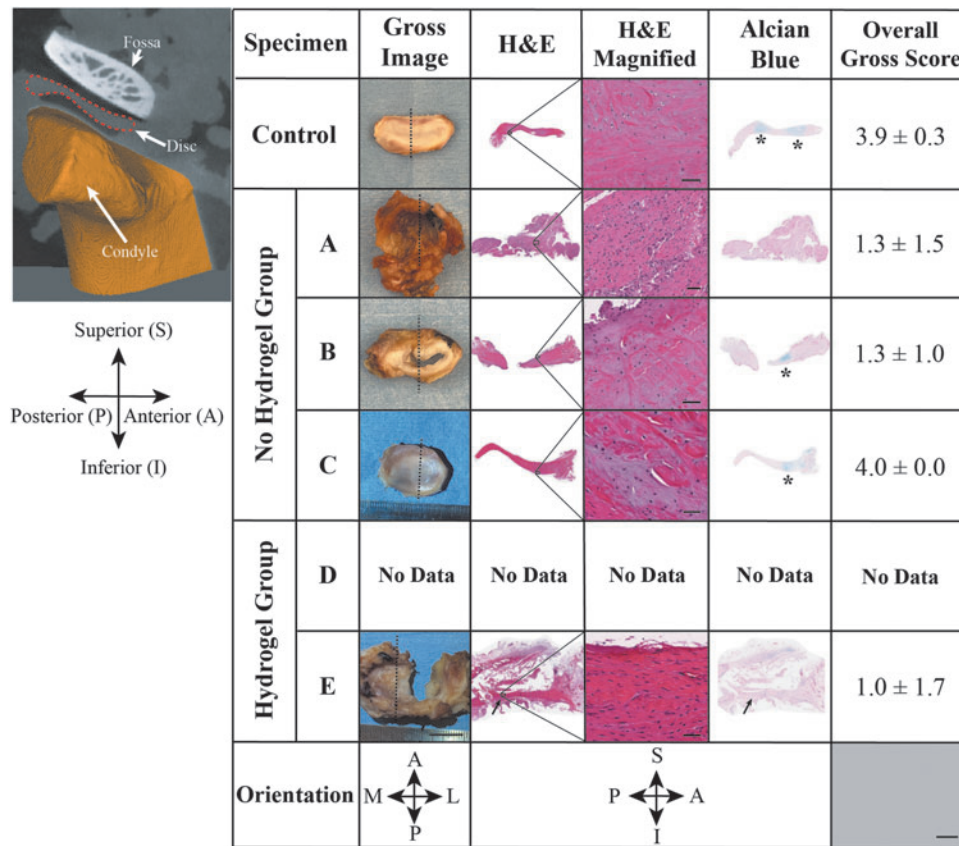 Fossa
Disc
Condyle
Superior (S)
Posterior (P) Anterior (A)
Inferior (I)
Specimen Gross Image H&E H&E Magnified Alcian Blue Overall Gross Score
Control * * 3.9 ± 0.3
No Hydrogel Group
A 1.3 ± 1.5
B * 1.3 ± 1.0
C * 4.0 ± 0.0
Hydrogel Group
D No Data No Data No Data No Data No Data
E 1.0 ± 1.7
Orientation
A
M L
P
S
P A
I